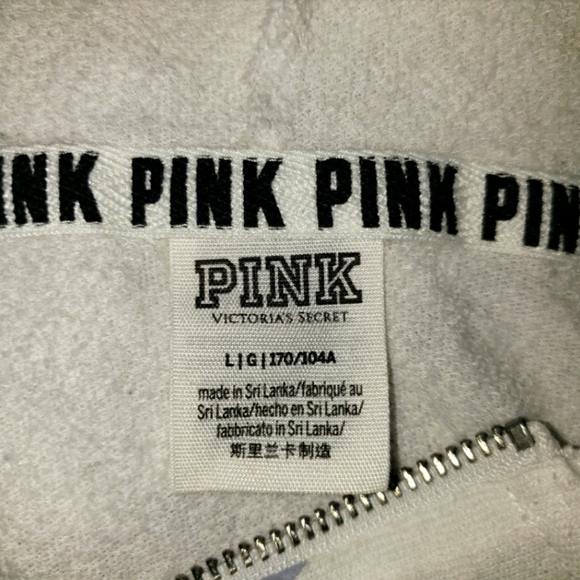 INK PINK PINK PIN
PINK
VICTORIA'S SECRET
L|G|170/104A
made in Sri Lanka/fabriqué au
Sri Lanka/hecho en Sri Lanka/
fabbricato in Sri Lanka/
斯里兰卡制造